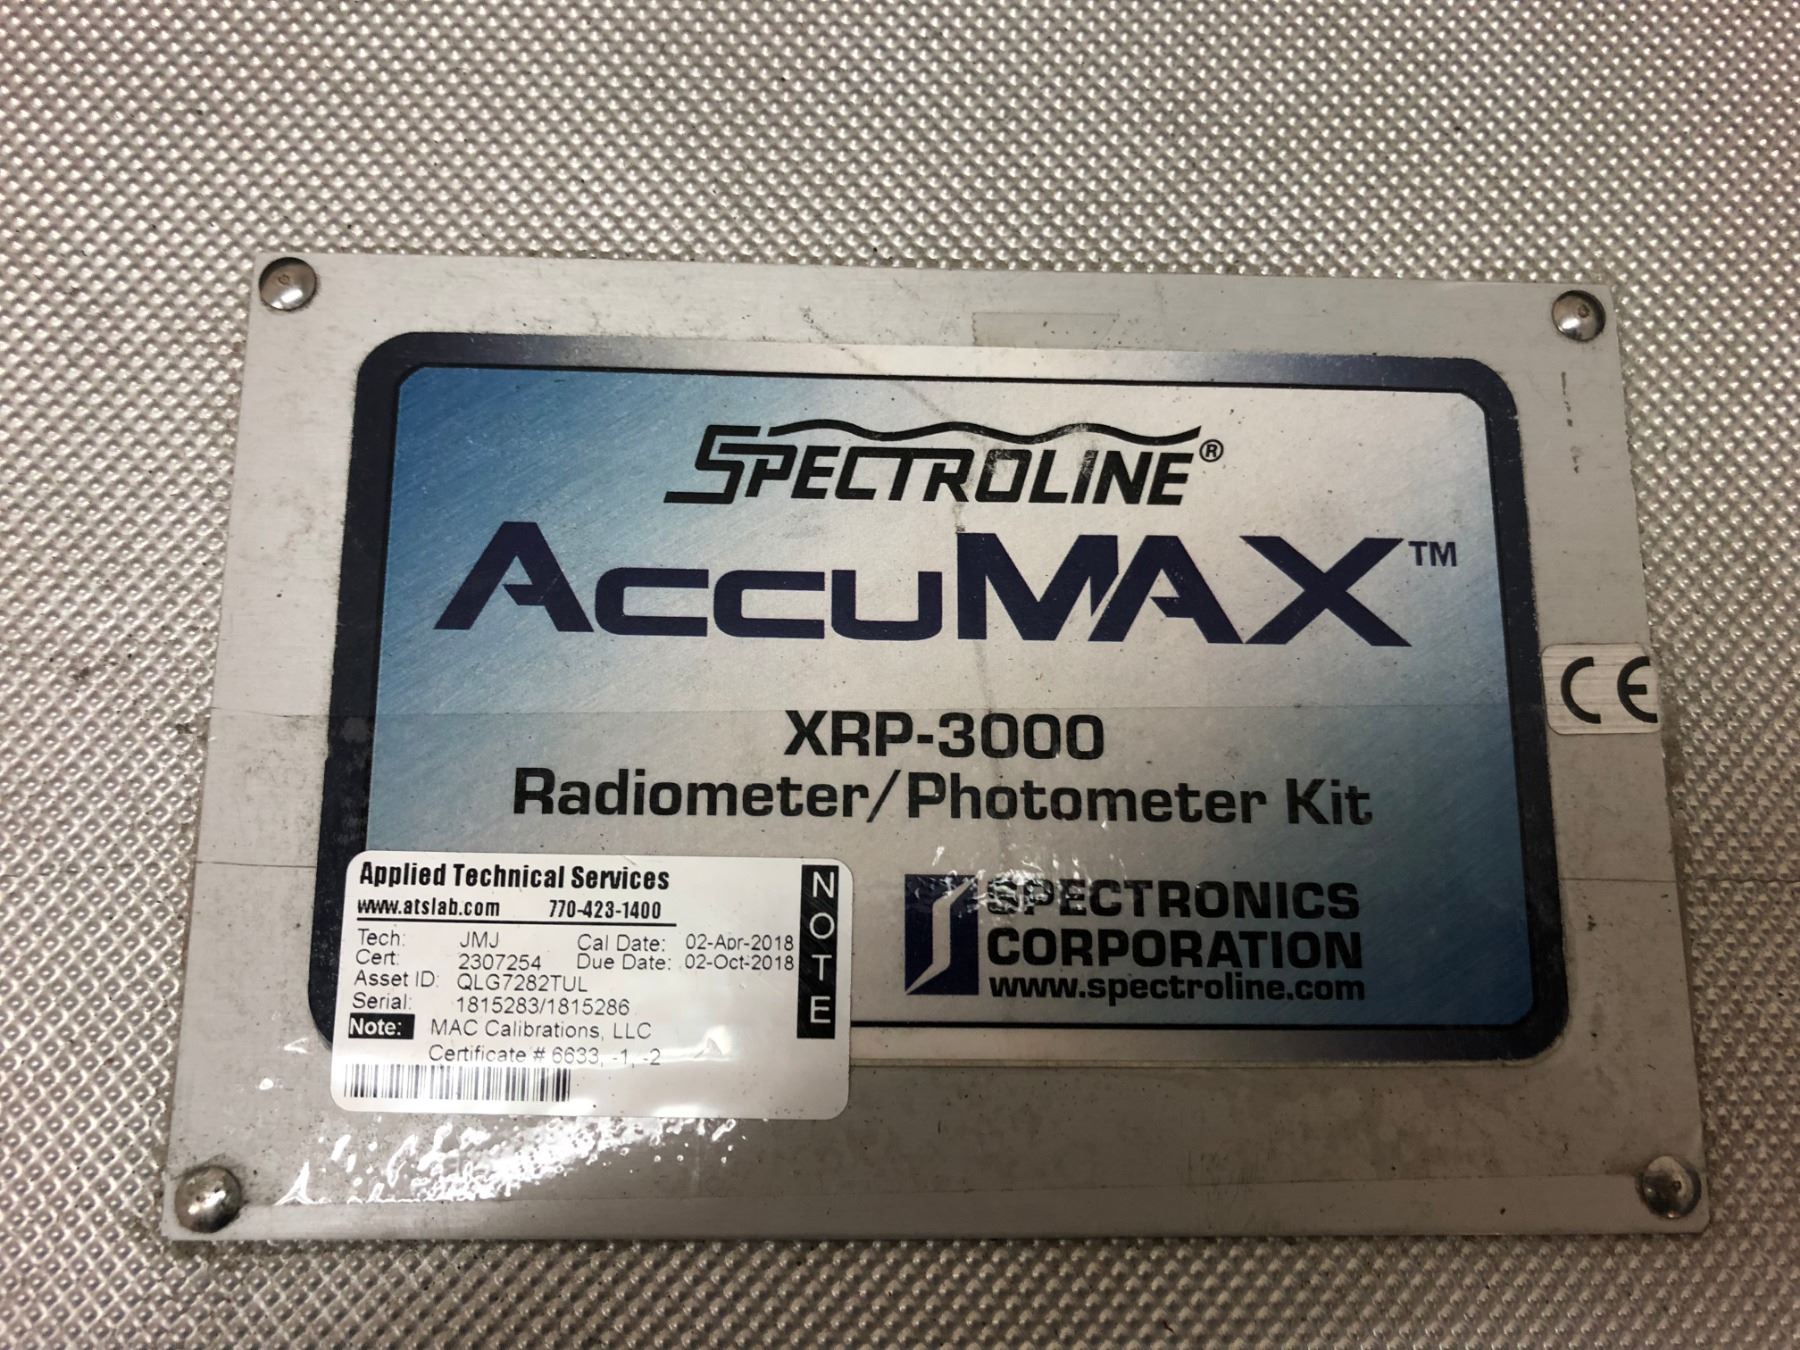 SPECTROLINE®
ACCUMAX™
XRP-3000
Radiometer/Photometer Kit
CE
SPECTRONICS
CORPORATION
www.spectroline.com
Applied Technical Services
www.atslab.com 770-423-1400
Tech: JMJ Cal Date: 02-Apr-2018
Cert: 2307254 Due Date: 02-Oct-2018
Asset ID: QLG7282TUL
Serial: 1815283/1815286
Note: MAC Calibrations, LLC
Certificate # 6633, -1, -2
NOTE